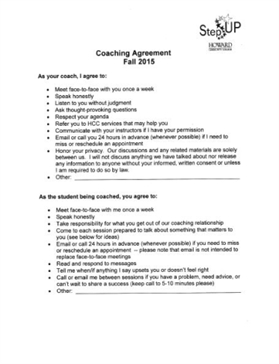 Step UP
HOWARD
COMMUNITY COLLEGE
Coaching Agreement
Fall 2015
As your coach, I agree to:
• Meet face-to-face with you once a week
• Speak honestly
• Listen to you without judgment
• Ask thought-provoking questions
• Respect your agenda
• Refer you to HCC services that may help you
• Communicate with your instructors if I have your permission
• Email or call you 24 hours in advance (whenever possible) if I need to
miss or reschedule an appointment
• Honor your privacy. Our discussions and any related materials are solely
between us. I will not discuss anything we have talked about nor release
any information to anyone without your informed, written consent or unless
I am required to do so by law.
• Other:
As the student being coached, you agree to:
• Meet face-to-face with me once a week
• Speak honestly
• Take responsibility for what you get out of our coaching relationship
• Come to each session prepared to talk about something that matters to
you (see below for ideas)
• Email or call 24 hours in advance (whenever possible) if you need to miss
or reschedule an appointment -- please note that email is not intended to
replace face-to-face meetings
• Read and respond to messages
• Tell me when/if anything I say upsets you or doesn't feel right
• Call or email me between sessions if you have a problem, need advice, or
can't wait to share a success (keep call to 5-10 minutes please)
• Other: